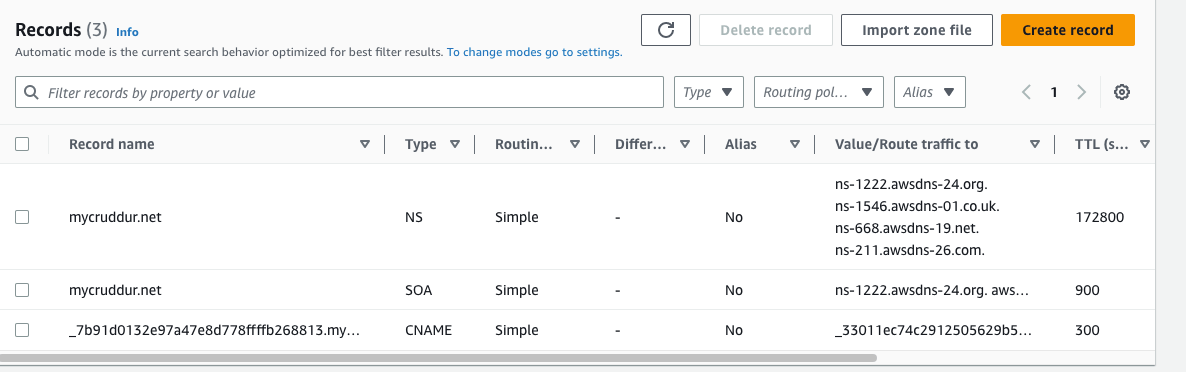 Records (3) Info
Automatic mode is the current search behavior optimized for best filter results. To change modes go to settings.
Delete record
Import zone file
Create record
Filter records by property or value
Type
Routing pol...
Alias
1
Record name Type Routin... Differ... Alias Value/Route traffic to TTL (s...
mycruddur.net NS Simple - No
ns-1222.awsdns-24.org.
ns-1546.awsdns-01.co.uk.
ns-668.awsdns-19.net.
ns-211.awsdns-26.com.
172800
mycruddur.net SOA Simple - No ns-1222.awsdns-24.org. aws... 900
_7b91d0132e97a47e8d778ffffb268813.my... CNAME Simple - No _33011ec74c2912505629b5... 300